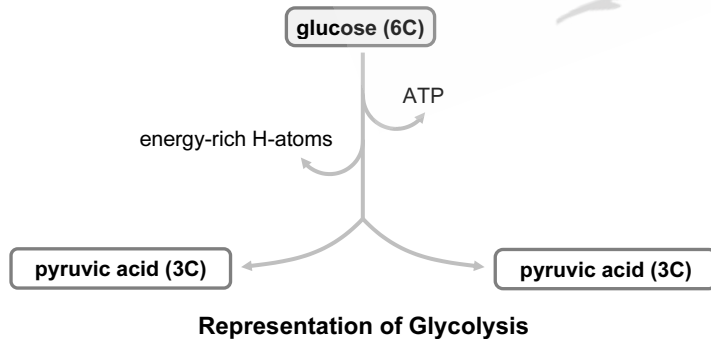 glucose (6C)
ATP
energy-rich H-atoms
pyruvic acid (3C)
pyruvic acid (3C)
Representation of Glycolysis